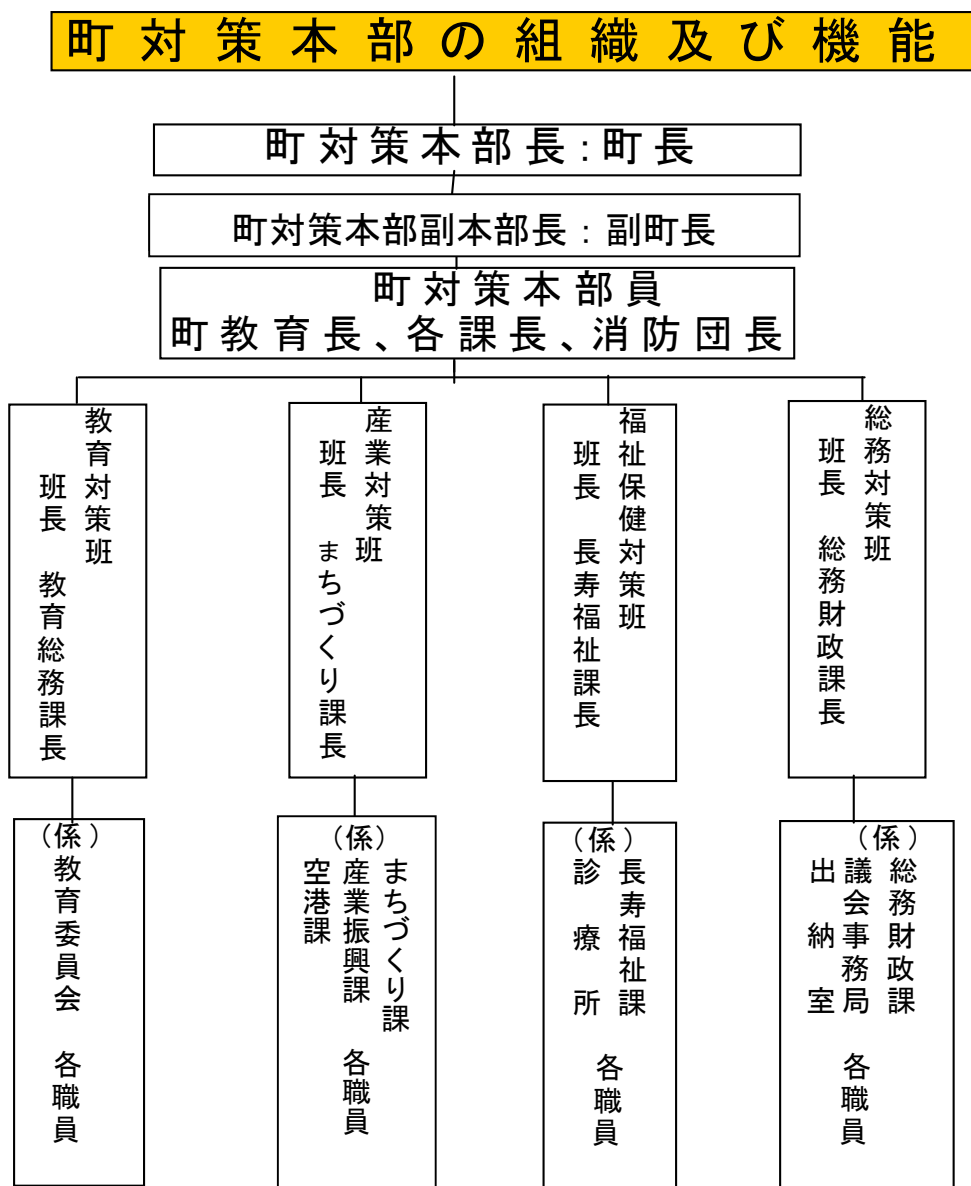 町対策本部の組織及び機能
町対策本部長：町長
町対策本部副本部長：副町長
町対策本部員
町教育長、各課長、消防団長
総務対策班
班長　総務財政課長
福祉保健対策班
班長　長寿福祉課長
産業対策班
班長　まちづくり課長
教育対策班
班長　教育総務課長
（係）
総務財政課
議会事務局
出納室
各職員
（係）
長寿福祉課
診療所
各職員
（係）
まちづくり課
産業振興課
空港課
各職員
（係）
教育委員会　各職員